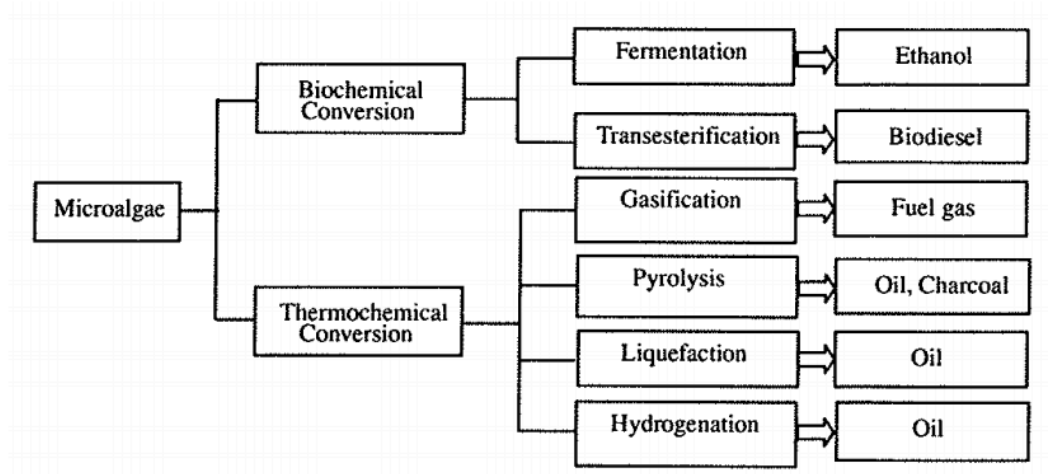 Fermentation
Ethanol
Biochemical
Conversion
Transesterification
Biodiesel
Microalgae
Gasification
Fuel gas
Pyrolysis
Oil, Charcoal
Thermochemical
Conversion
Liquefaction
Oil
Hydrogenation
Oil